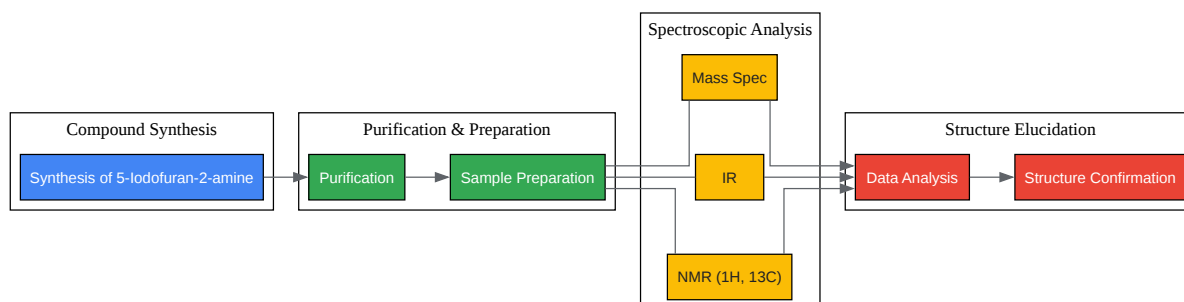 Compound Synthesis
Synthesis of 5-Iodofuran-2-amine
Purification & Preparation
Purification
Sample Preparation
Spectroscopic Analysis
Mass Spec
IR
NMR (1H, 13C)
Structure Elucidation
Data Analysis
Structure Confirmation